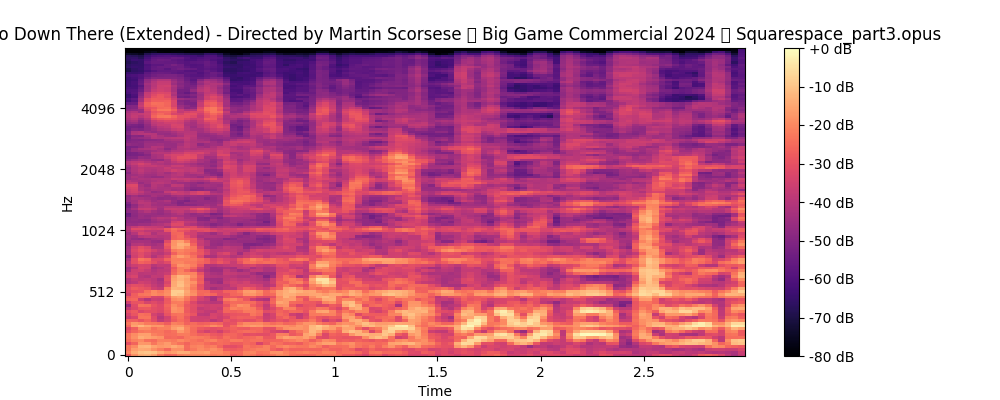 o Down There (Extended) - Directed by Martin Scorsese ▯ Big Game Commercial 2024 ▯ Squarespace_part3.opus
+0 dB
4096
-10 dB
-20 dB
2048
-30 dB
Hz
1024
-40 dB
-50 dB
512
-60 dB
-70 dB
0
-80 dB
0 0.5 1 1.5 2 2.5
Time